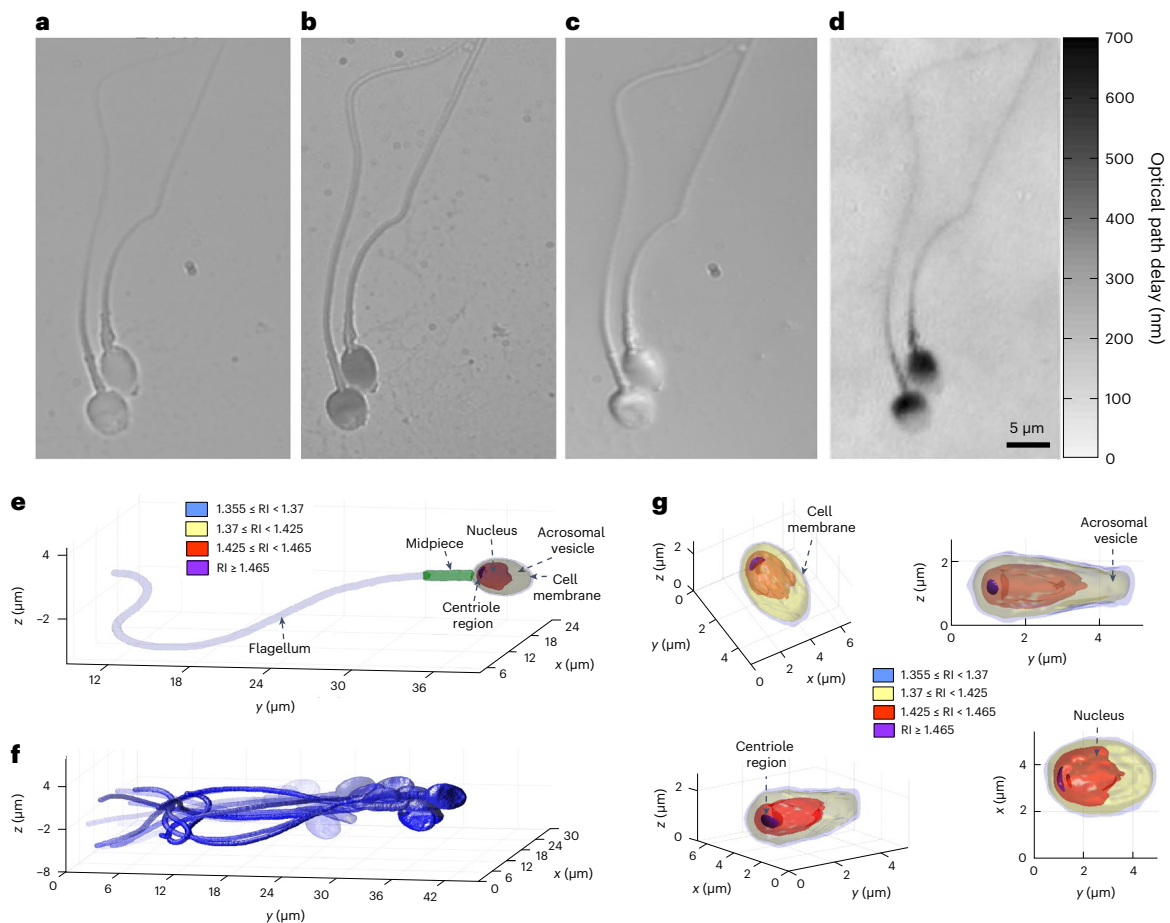 a
b
c
d
700
600
500
400
300
200
100
0
Optical path delay (nm)
5 µm
e
1.355 ≤ RI < 1.37
1.37 ≤ RI < 1.425
1.425 ≤ RI < 1.465
RI ≥ 1.465
Midpiece
Nucleus
Acrosomal
vesicle
Cell
membrane
Centriole
region
Flagellum
4
−2
z (µm)
12
18
24
30
36
y (µm)
6
12
18
24
x (µm)
f
4
−2
−8
z (µm)
0
6
12
18
24
30
36
42
y (µm)
0
6
12
18
24
30
x (µm)
g
Cell
membrane
2
0
z (µm)
0
2
4
y (µm)
0
2
4
6
x (µm)
Acrosomal
vesicle
2
0
z (µm)
0
2
4
y (µm)
1.355 ≤ RI < 1.37
1.37 ≤ RI < 1.425
1.425 ≤ RI < 1.465
RI ≥ 1.465
Centriole
region
2
0
z (µm)
6
4
2
0
x (µm)
0
2
4
y (µm)
Nucleus
4
2
0
x (µm)
0
2
4
y (µm)